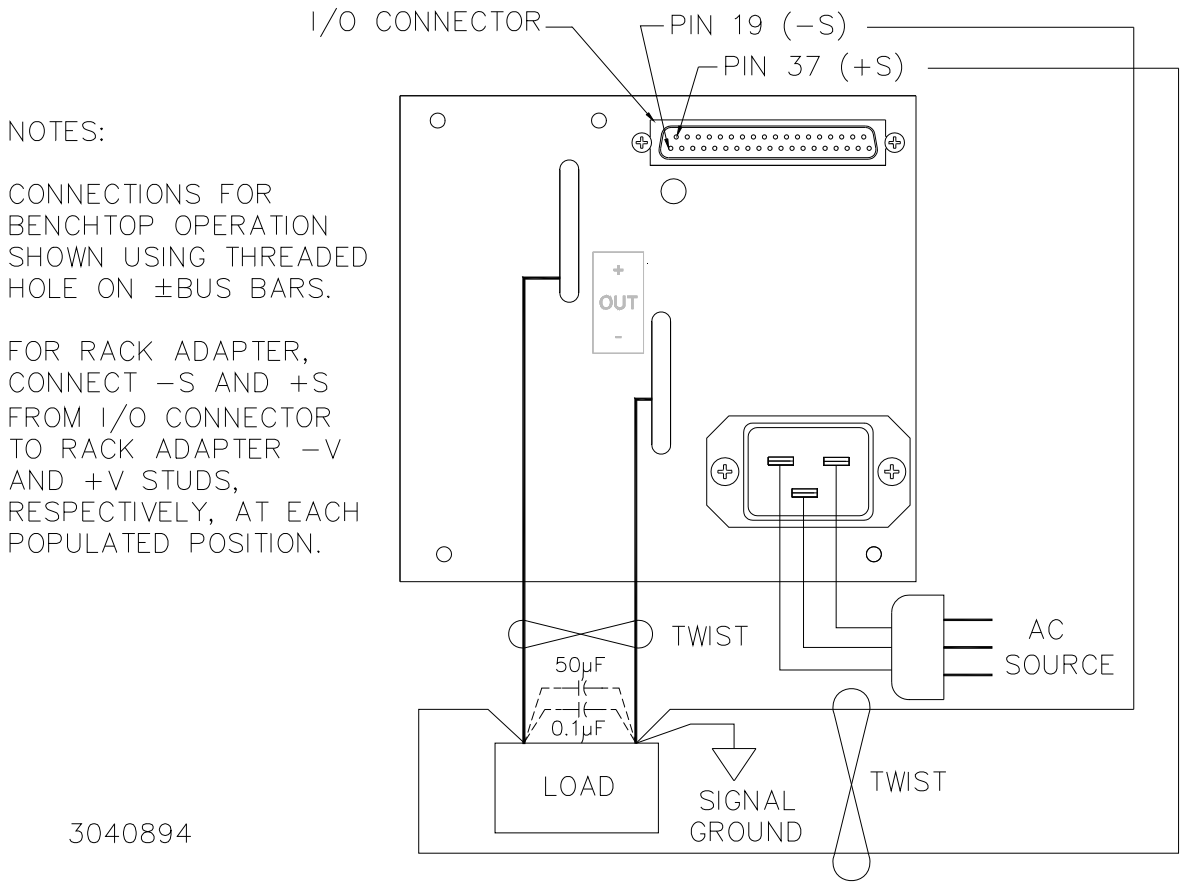 I/O CONNECTOR
PIN 19 (−S)
PIN 37 (+S)
NOTES:
CONNECTIONS FOR
BENCHTOP OPERATION
SHOWN USING THREADED
HOLE ON ±BUS BARS.
FOR RACK ADAPTER,
CONNECT −S AND +S
FROM I/O CONNECTOR
TO RACK ADAPTER −V
AND +V STUDS,
RESPECTIVELY, AT EACH
POPULATED POSITION.
+
OUT
-
TWIST
AC
SOURCE
50µF
0.1µF
LOAD
SIGNAL
GROUND
TWIST
3040894